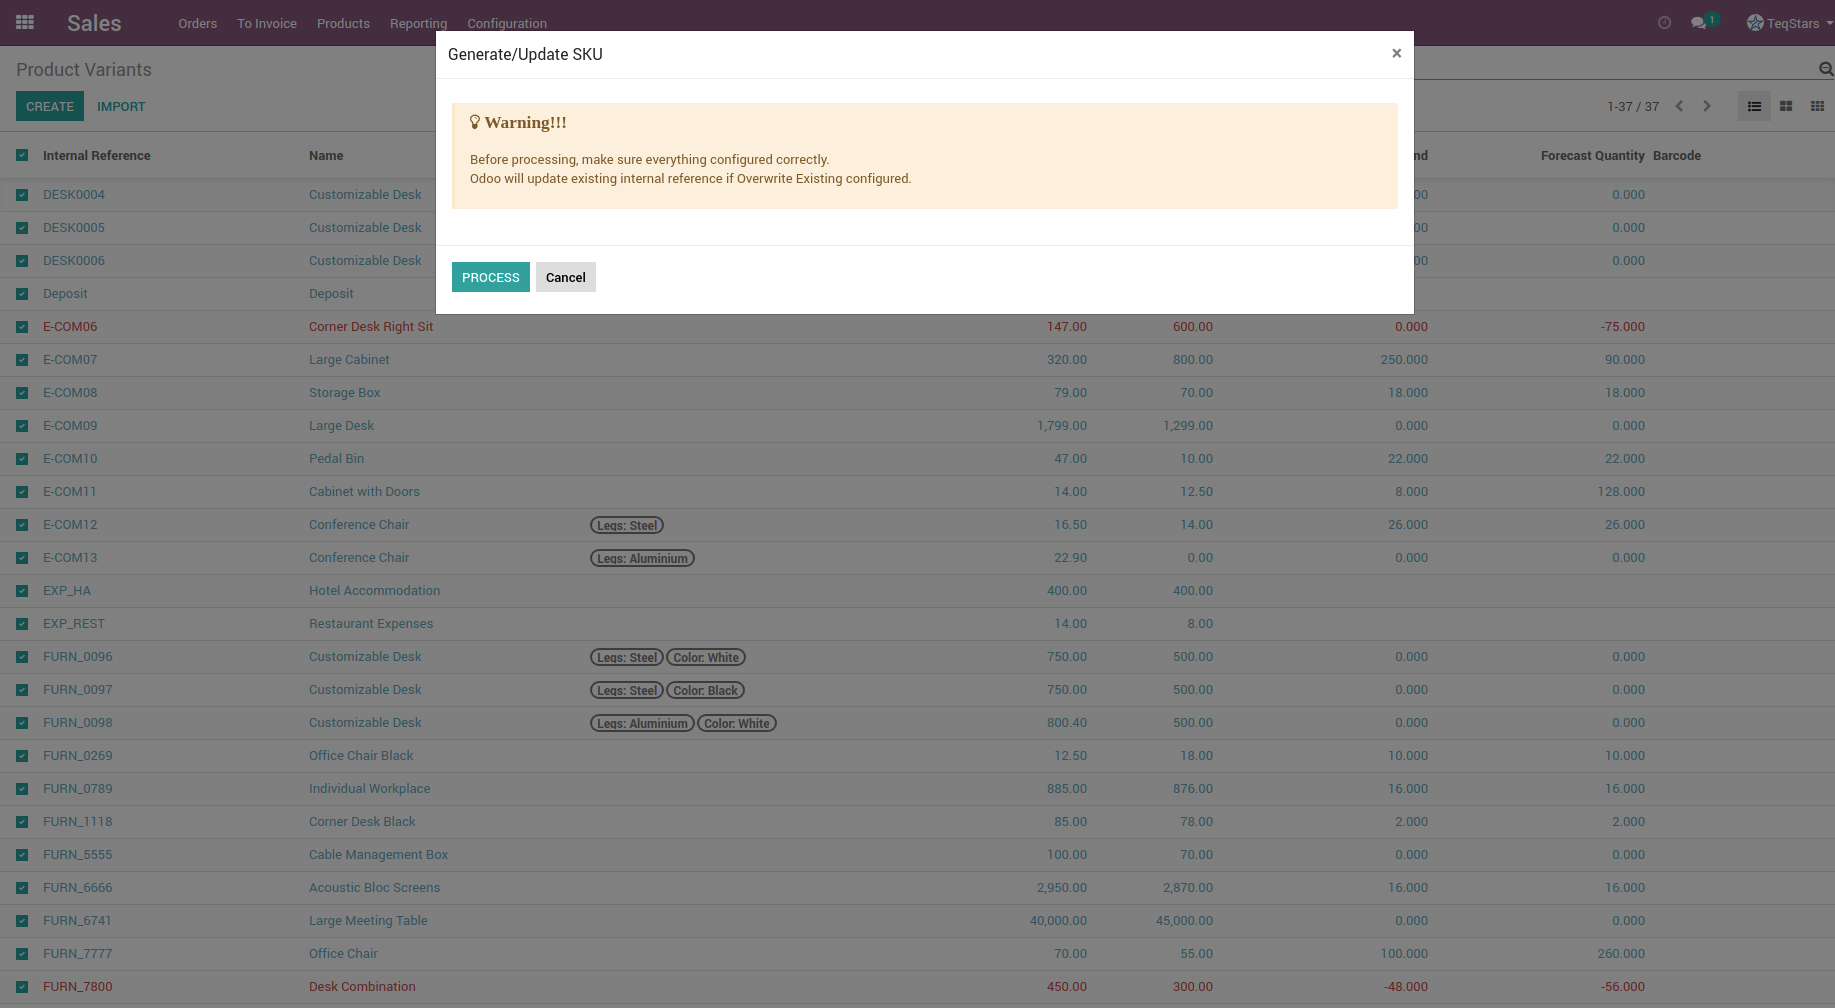 Sales Orders To Invoice Products Reporting Configuration 1 TeqStars
Generate/Update SKU ×
Product Variants
CREATE IMPORT 1-37 / 37
Warning!!!
Before processing, make sure everything configured correctly.
Odoo will update existing internal reference if Overwrite Existing configured.
PROCESS Cancel
Internal Reference Name nd Forecast Quantity Barcode
DESK0004 Customizable Desk 00 0.000
DESK0005 Customizable Desk 00 0.000
DESK0006 Customizable Desk 00 0.000
Deposit Deposit
E-COM06 Corner Desk Right Sit 147.00 600.00 0.000 -75.000
E-COM07 Large Cabinet 320.00 800.00 250.000 90.000
E-COM08 Storage Box 79.00 70.00 18.000 18.000
E-COM09 Large Desk 1,799.00 1,299.00 0.000 0.000
E-COM10 Pedal Bin 47.00 10.00 22.000 22.000
E-COM11 Cabinet with Doors 14.00 12.50 8.000 128.000
E-COM12 Conference Chair Legs: Steel 16.50 14.00 26.000 26.000
E-COM13 Conference Chair Legs: Aluminium 22.90 0.00 0.000 0.000
EXP_HA Hotel Accommodation 400.00 400.00
EXP_REST Restaurant Expenses 14.00 8.00
FURN_0096 Customizable Desk Legs: Steel Color: White 750.00 500.00 0.000 0.000
FURN_0097 Customizable Desk Legs: Steel Color: Black 750.00 500.00 0.000 0.000
FURN_0098 Customizable Desk Legs: Aluminium Color: White 800.40 500.00 0.000 0.000
FURN_0269 Office Chair Black 12.50 18.00 10.000 10.000
FURN_0789 Individual Workplace 885.00 876.00 16.000 16.000
FURN_1118 Corner Desk Black 85.00 78.00 2.000 2.000
FURN_5555 Cable Management Box 100.00 70.00 0.000 0.000
FURN_6666 Acoustic Bloc Screens 2,950.00 2,870.00 16.000 16.000
FURN_6741 Large Meeting Table 40,000.00 45,000.00 0.000 0.000
FURN_7777 Office Chair 70.00 55.00 100.000 260.000
FURN_7800 Desk Combination 450.00 300.00 -48.000 -56.000